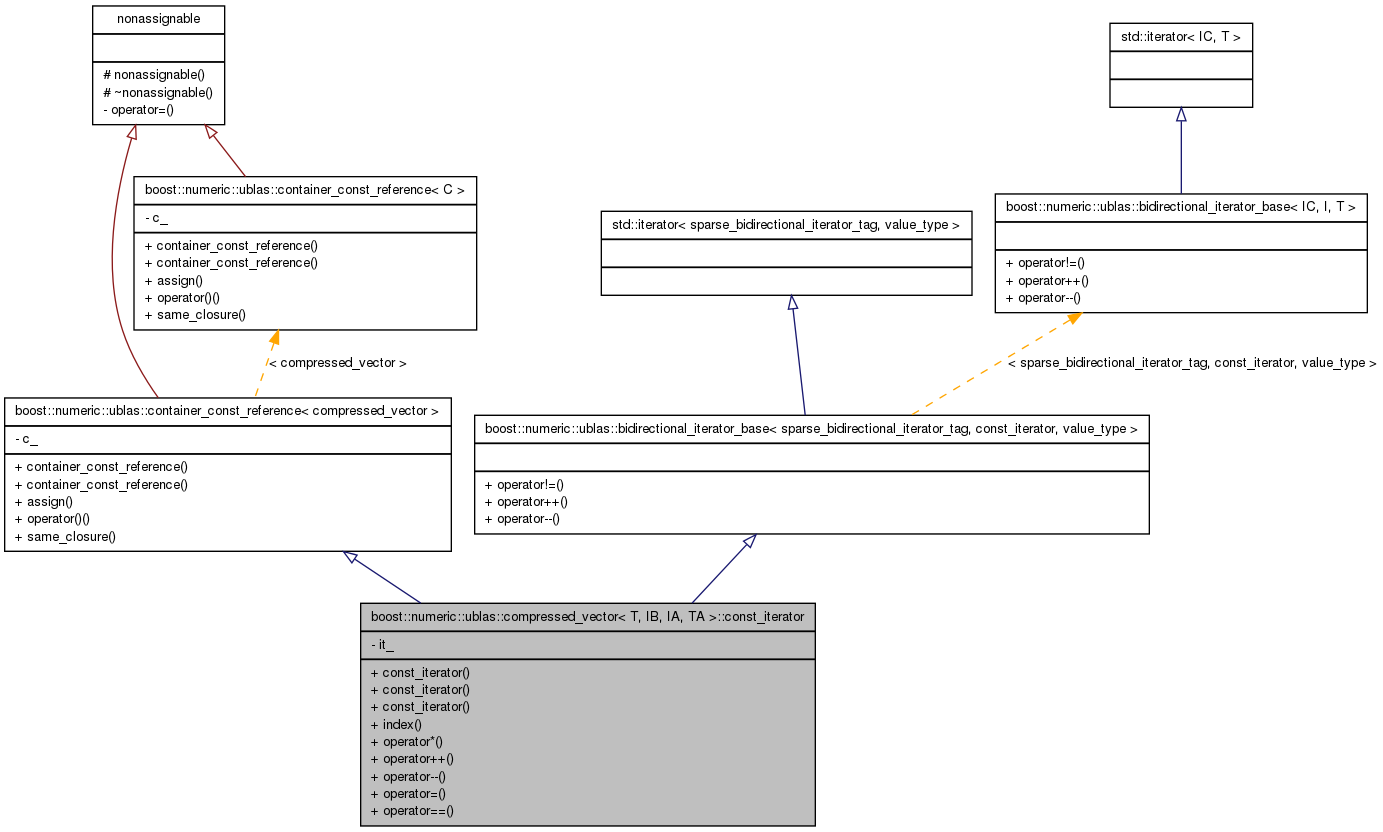 nonassignable
# nonassignable()
# ~nonassignable()
- operator=()
std::iterator< IC, T >
boost::numeric::ublas::container_const_reference< C >
- c_
+ container_const_reference()
+ container_const_reference()
+ assign()
+ operator()()
+ same_closure()
std::iterator< sparse_bidirectional_iterator_tag, value_type >
boost::numeric::ublas::bidirectional_iterator_base< IC, I, T >
+ operator!=()
+ operator++()
+ operator--()
< compressed_vector >
< sparse_bidirectional_iterator_tag, const_iterator, value_type >
boost::numeric::ublas::container_const_reference< compressed_vector >
- c_
+ container_const_reference()
+ container_const_reference()
+ assign()
+ operator()()
+ same_closure()
boost::numeric::ublas::bidirectional_iterator_base< sparse_bidirectional_iterator_tag, const_iterator, value_type >
+ operator!=()
+ operator++()
+ operator--()
boost::numeric::ublas::compressed_vector< T, IB, IA, TA >::const_iterator
- it_
+ const_iterator()
+ const_iterator()
+ const_iterator()
+ index()
+ operator*()
+ operator++()
+ operator--()
+ operator=()
+ operator==()